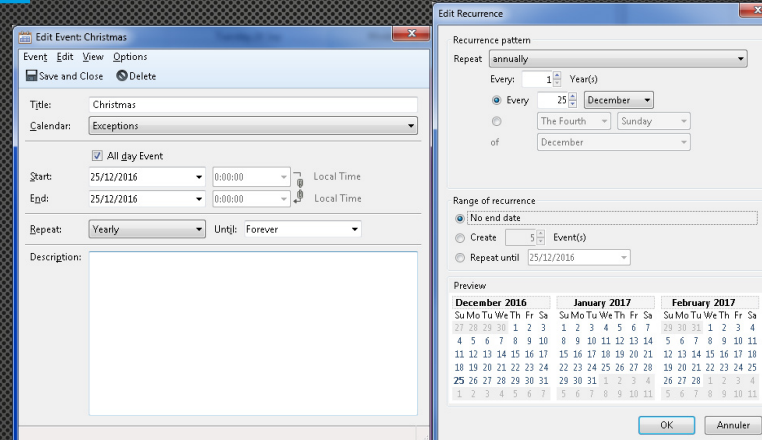 Edit Event: Christmas
Event Edit View Options
Save and Close Delete
Title: Christmas
Calendar: Exceptions
All day Event
Start: 25/12/2016 0:00:00 Local Time
End: 25/12/2016 0:00:00 Local Time
Repeat: Yearly Until: Forever
Description:
Edit Recurrence
Recurrence pattern
Repeat annually
Every: 1 Year(s)
Every 25 December
The Fourth Sunday
of December
Range of recurrence
No end date
Create 5 Event(s)
Repeat until 25/12/2016
Preview
December 2016 January 2017 February 2017
Su Mo Tu We Th Fr Sa Su Mo Tu We Th Fr Sa Su Mo Tu We Th Fr Sa
27 28 29 30 1 2 3 1 2 3 4 5 6 7 29 30 31 1 2 3 4
4 5 6 7 8 9 10 8 9 10 11 12 13 14 5 6 7 8 9 10 11
11 12 13 14 15 16 17 15 16 17 18 19 20 21 12 13 14 15 16 17 18
18 19 20 21 22 23 24 22 23 24 25 26 27 28 19 20 21 22 23 24 25
25 26 27 28 29 30 31 29 30 31 1 2 3 4 26 27 28 1 2 3 4
1 2 3 4 5 6 7 5 6 7 8 9 10 11 5 6 7 8 9 10 11
OK Annuler